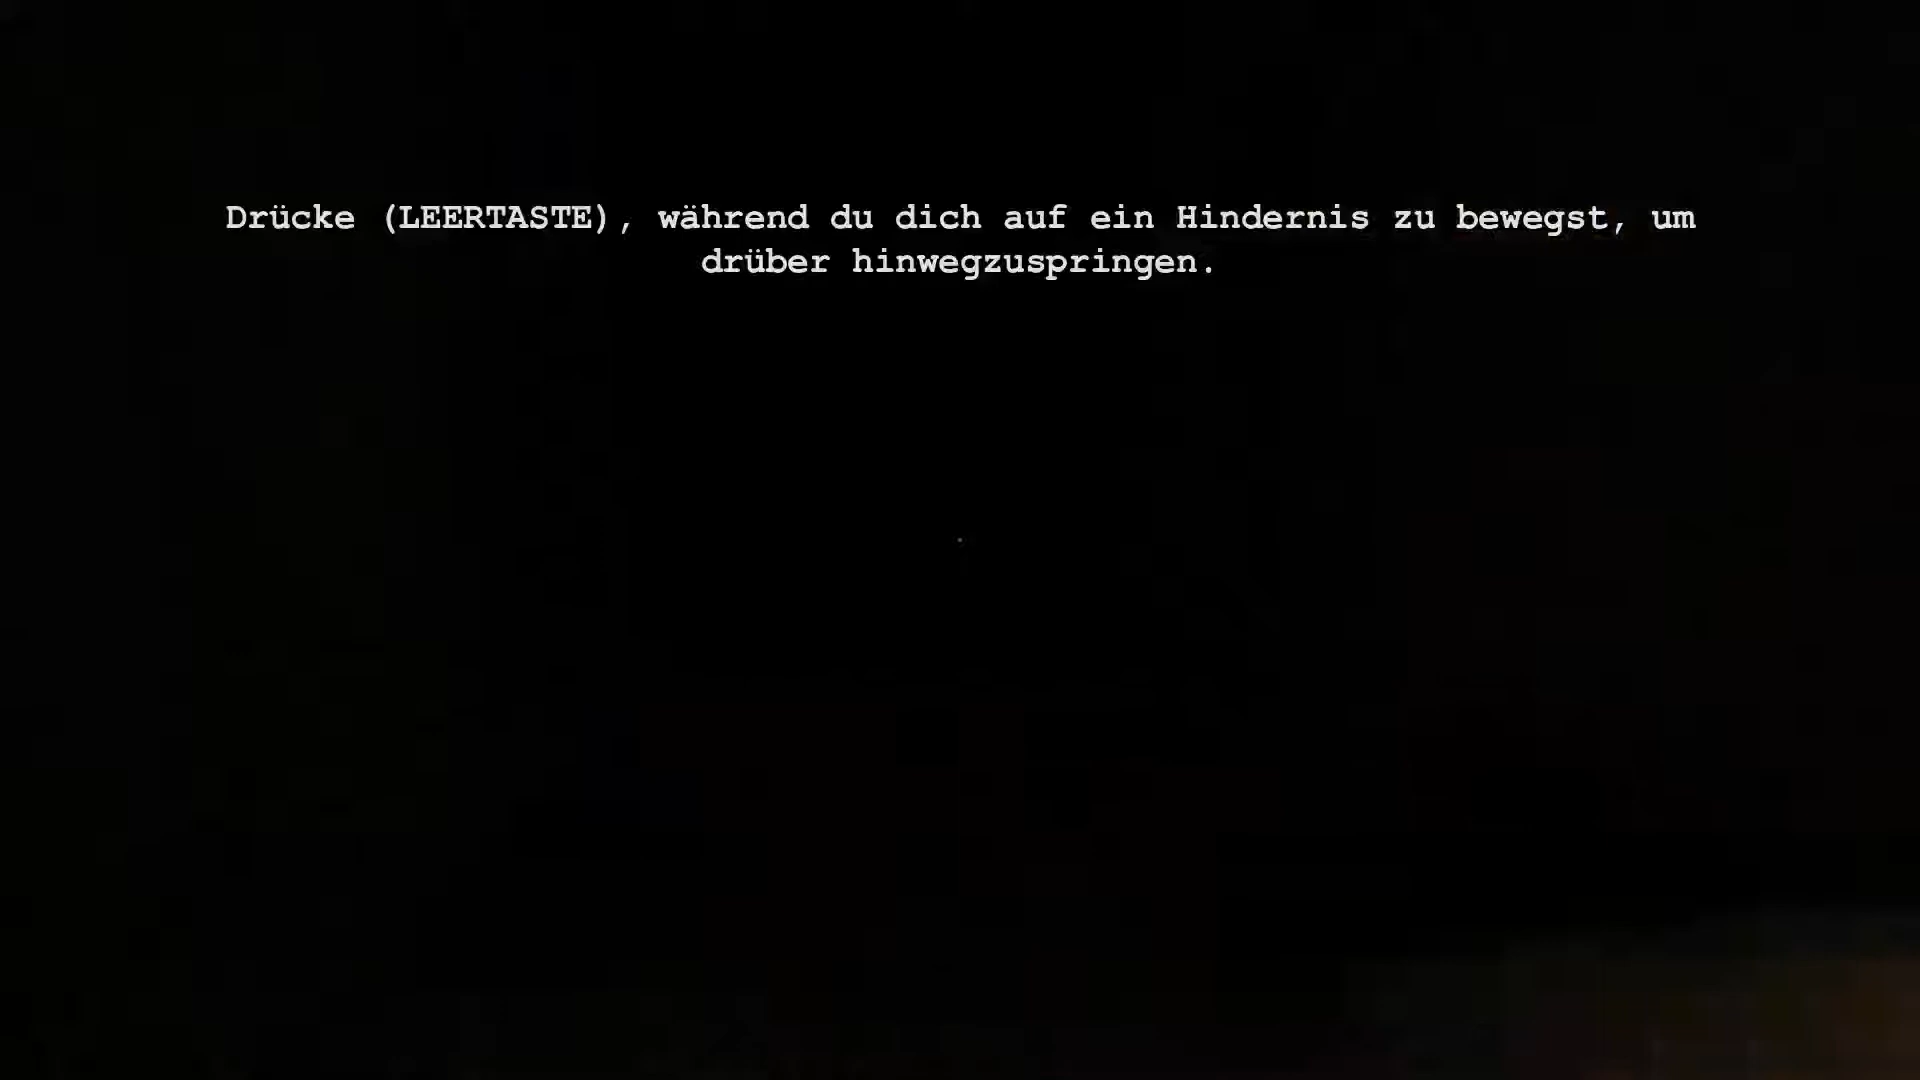 Drücke (LEERTASTE), während du dich auf ein Hindernis zu bewegst, um
drüber hinwegzuspringen.